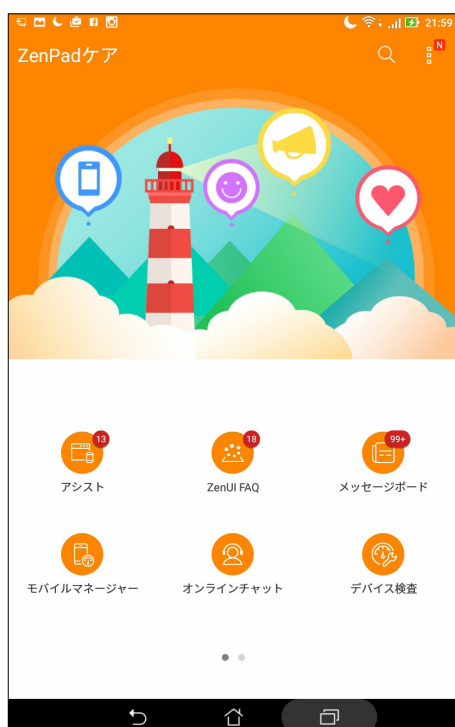 21:59
ZenPadケア
N
13
18
99+
アシスト
ZenUI FAQ
メッセージボード
モバイルマネージャー
オンラインチャット
デバイス検査